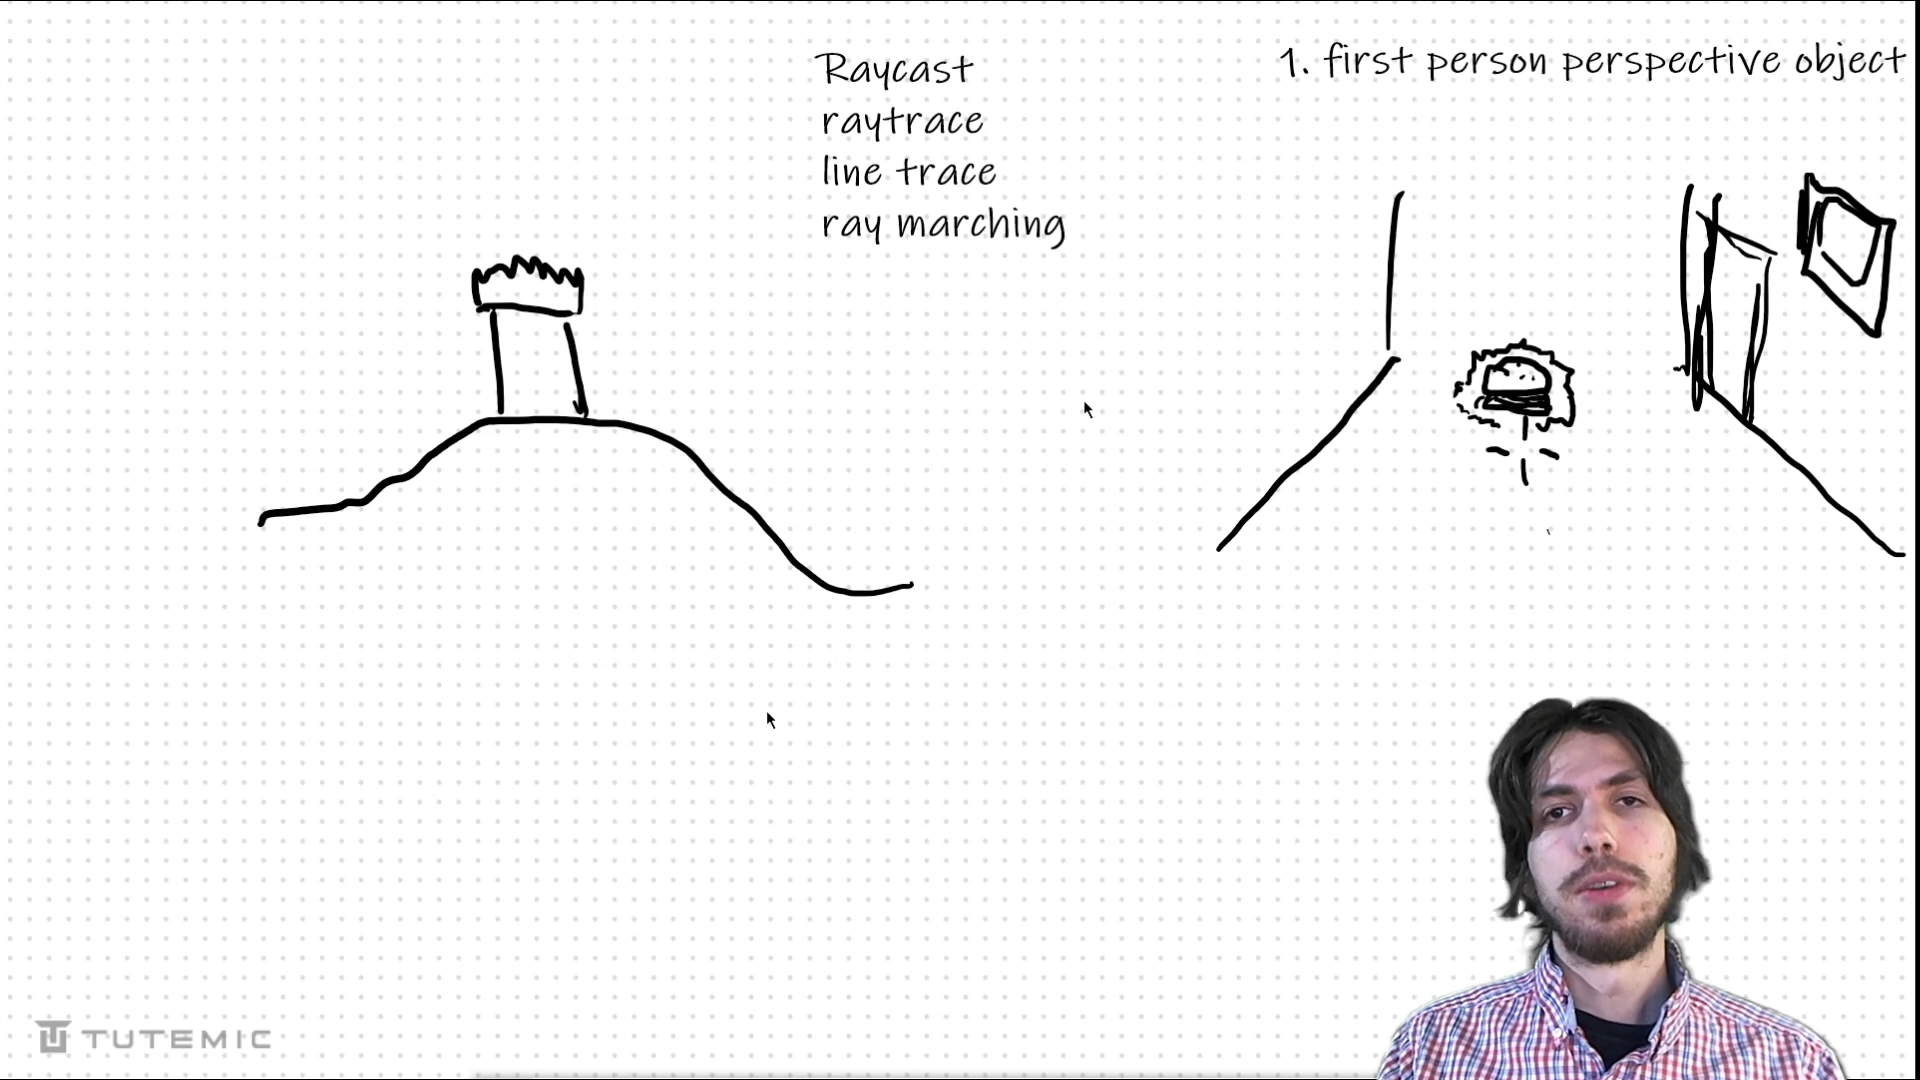 Raycast
raytrace
line trace
ray marching
1. first person perspective object
TUTEMIC